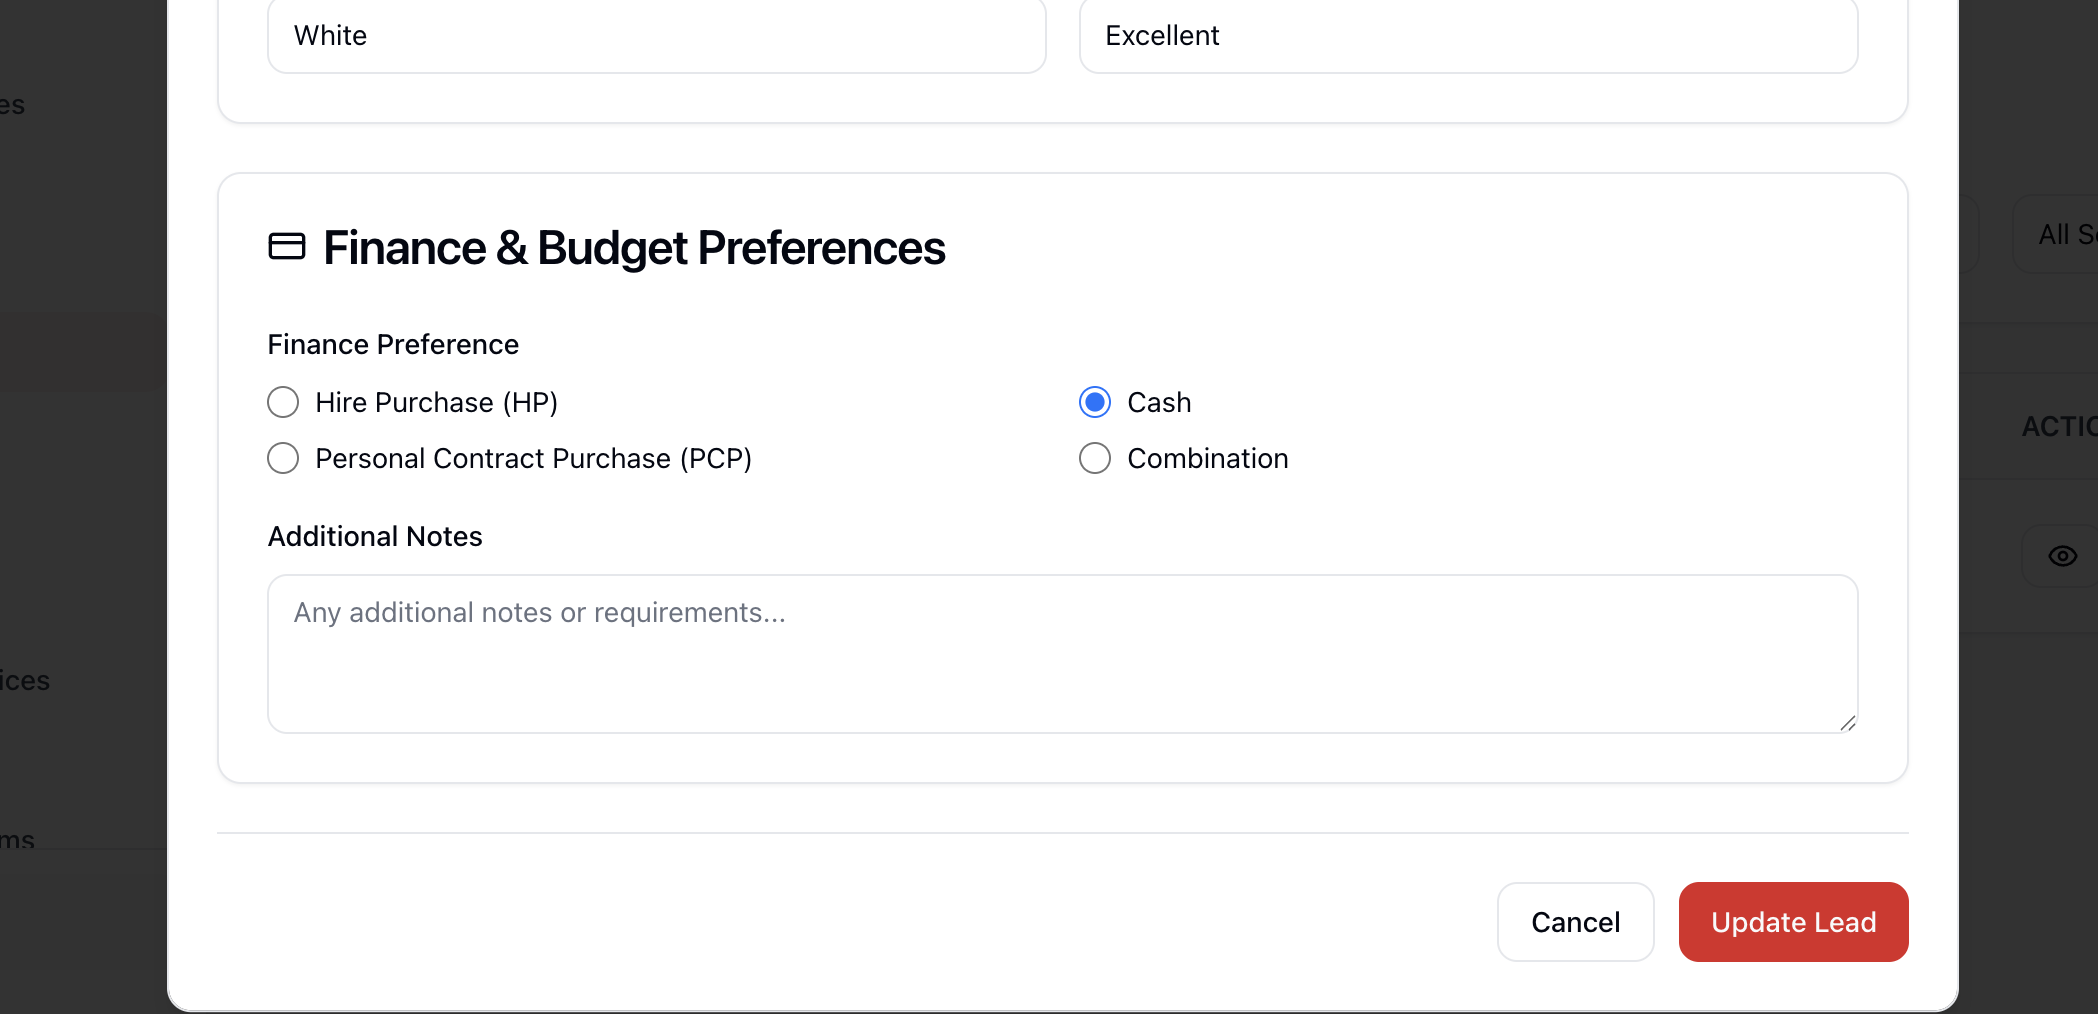 White
Excellent
es
Finance & Budget Preferences
All S
Finance Preference
Hire Purchase (HP)
Cash
ACTIO
Personal Contract Purchase (PCP)
Combination
Additional Notes
Any additional notes or requirements...
ices
ms
Cancel
Update Lead